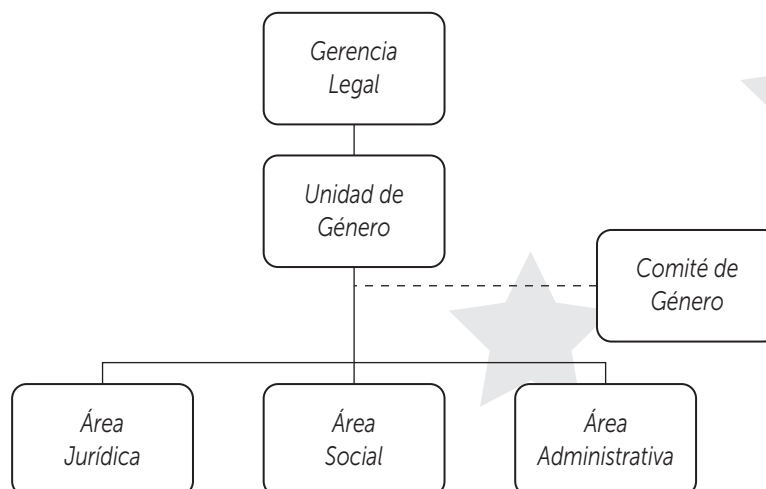 Gerencia
Legal
Unidad de
Género
Comité de
Género
Área
Jurídica
Área
Social
Área
Administrativa